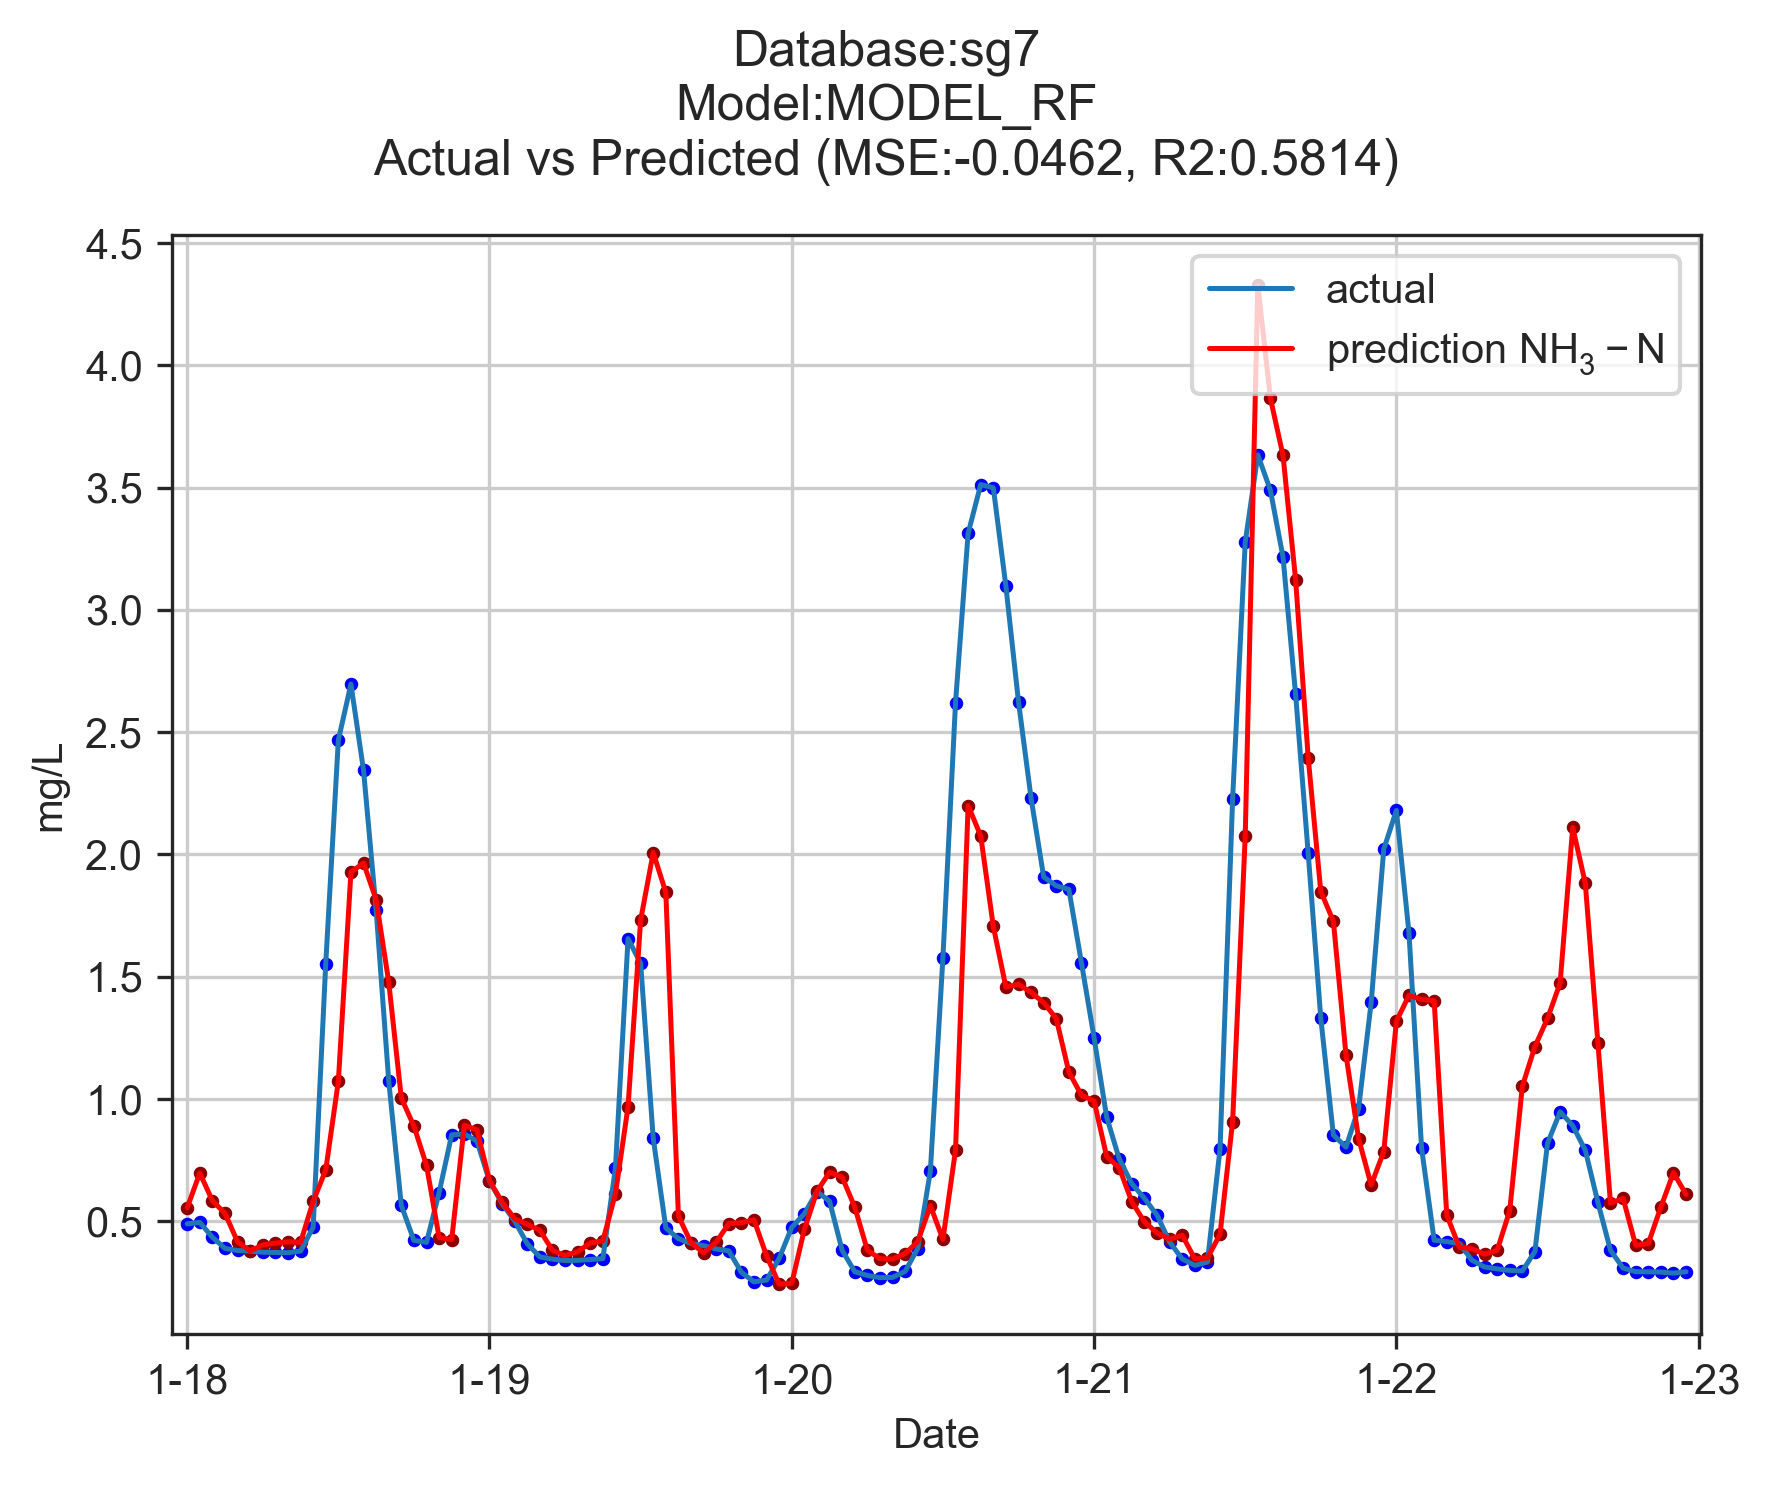 Database:sg7
Model:MODEL_RF
Actual vs Predicted (MSE:-0.0462, R2:0.5814)
4.5
4.0
3.5
3.0
2.5
2.0
1.5
1.0
0.5
mg/L
actual
prediction NH₃ − N
1-18 1-19 1-20 1-21 1-22 1-23
Date